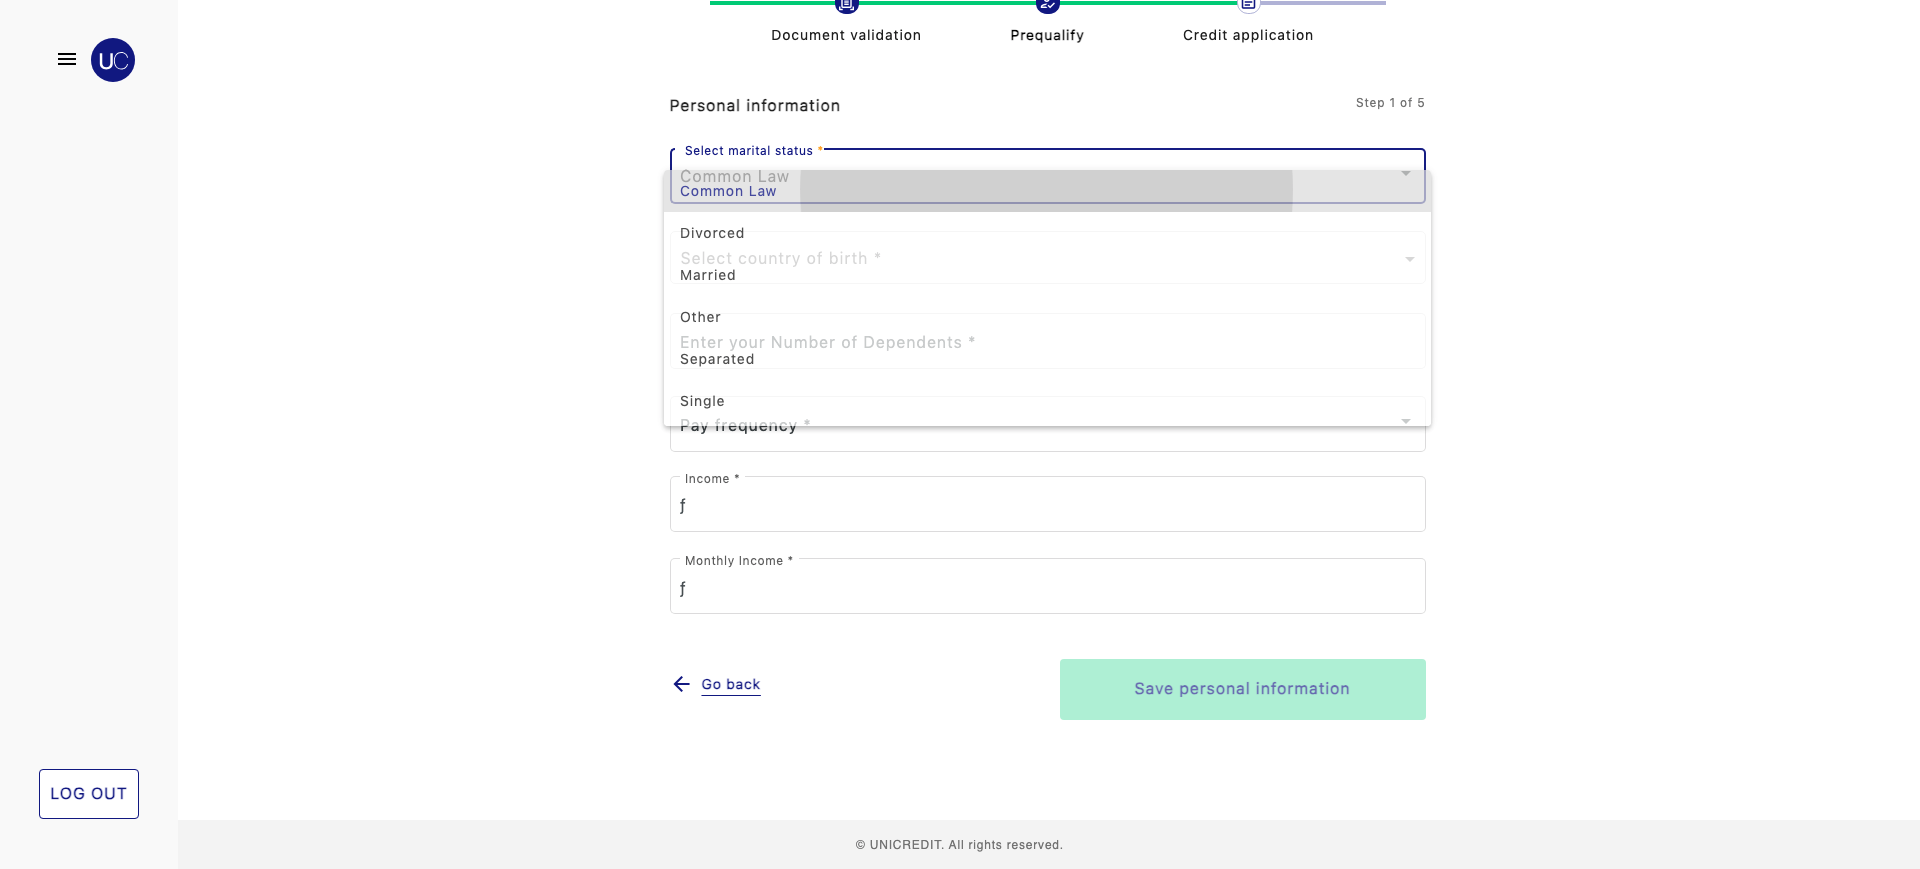 UC
Document validation
Prequalify
Credit application
Personal information
Step 1 of 5
Select marital status *
Common Law
Common Law
Divorced
Select country of birth *
Married
Other
Enter your Number of Dependents *
Separated
Single
Pay frequency *
Income *
ƒ
Monthly Income *
ƒ
Go back
Save personal information
LOG OUT
© UNICREDIT. All rights reserved.